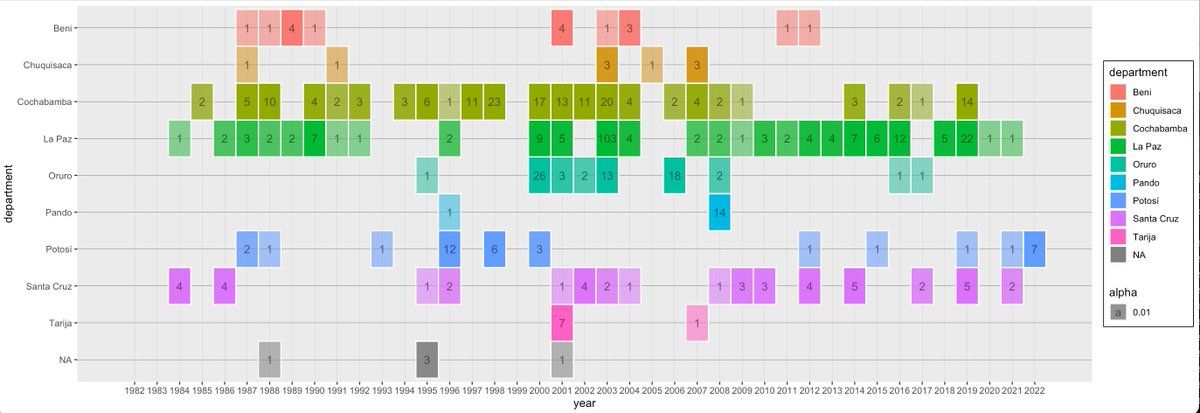 Beni 1 1 4 1 4 1 3 1 1
Chuquisaca 1 1 3 1 3
Cochabamba 2 5 10 4 2 3 3 6 1 11 23 17 13 11 20 4 2 4 2 1 3 2 1 14
La Paz 1 2 3 2 2 7 1 1 2 9 5 103 4 2 2 1 3 2 4 4 7 6 12 5 22 1 1
Oruro 1 26 3 2 13 18 2 1 1
Pando 1 14
Potosí 2 1 1 12 6 3 1 1 1 1 7
Santa Cruz 4 4 1 2 1 4 2 1 1 3 3 4 5 2 5 2
Tarija 7 1
NA 1 3 1
1982 1983 1984 1985 1986 1987 1988 1989 1990 1991 1992 1993 1994 1995 1996 1997 1998 1999 2000 2001 2002 2003 2004 2005 2006 2007 2008 2009 2010 2011 2012 2013 2014 2015 2016 2017 2018 2019 2020 2021 2022
year
department
department
Beni
Chuquisaca
Cochabamba
La Paz
Oruro
Pando
Potosí
Santa Cruz
Tarija
NA
alpha
a 0.01